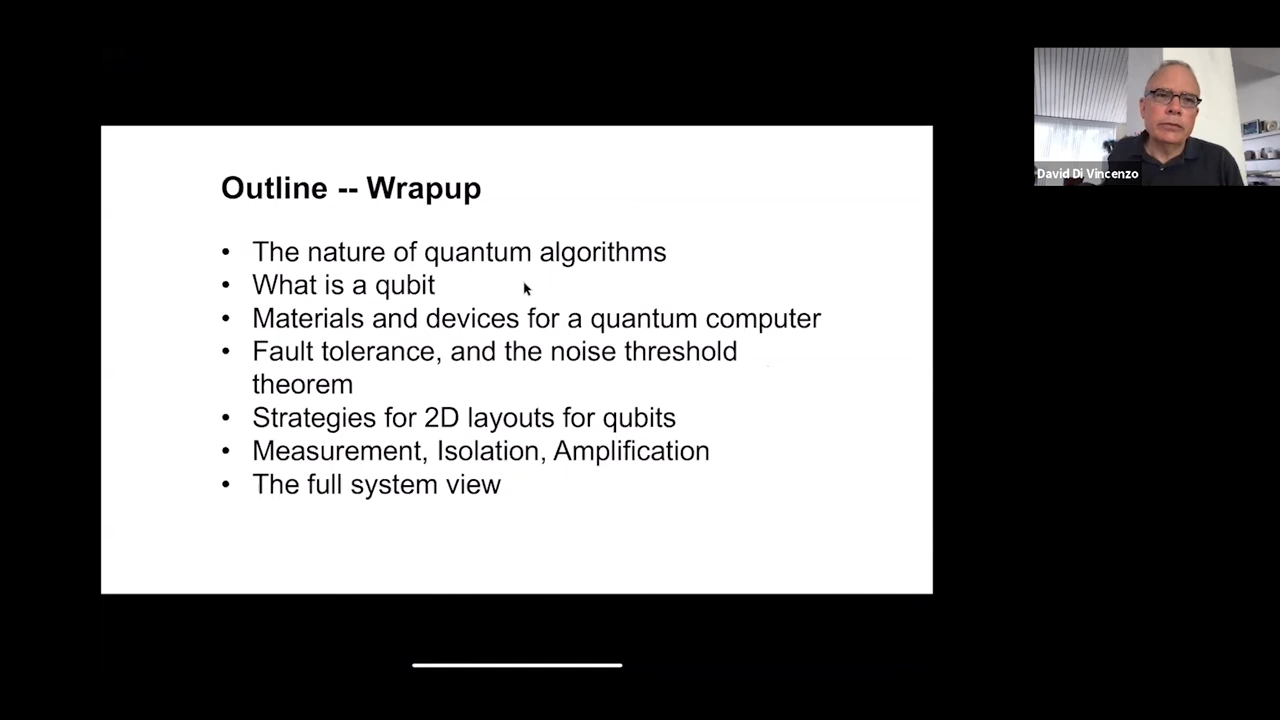 Outline -- Wrapup
• The nature of quantum algorithms
• What is a qubit
• Materials and devices for a quantum computer
• Fault tolerance, and the noise threshold
theorem
• Strategies for 2D layouts for qubits
• Measurement, Isolation, Amplification
• The full system view
David Di Vincenzo